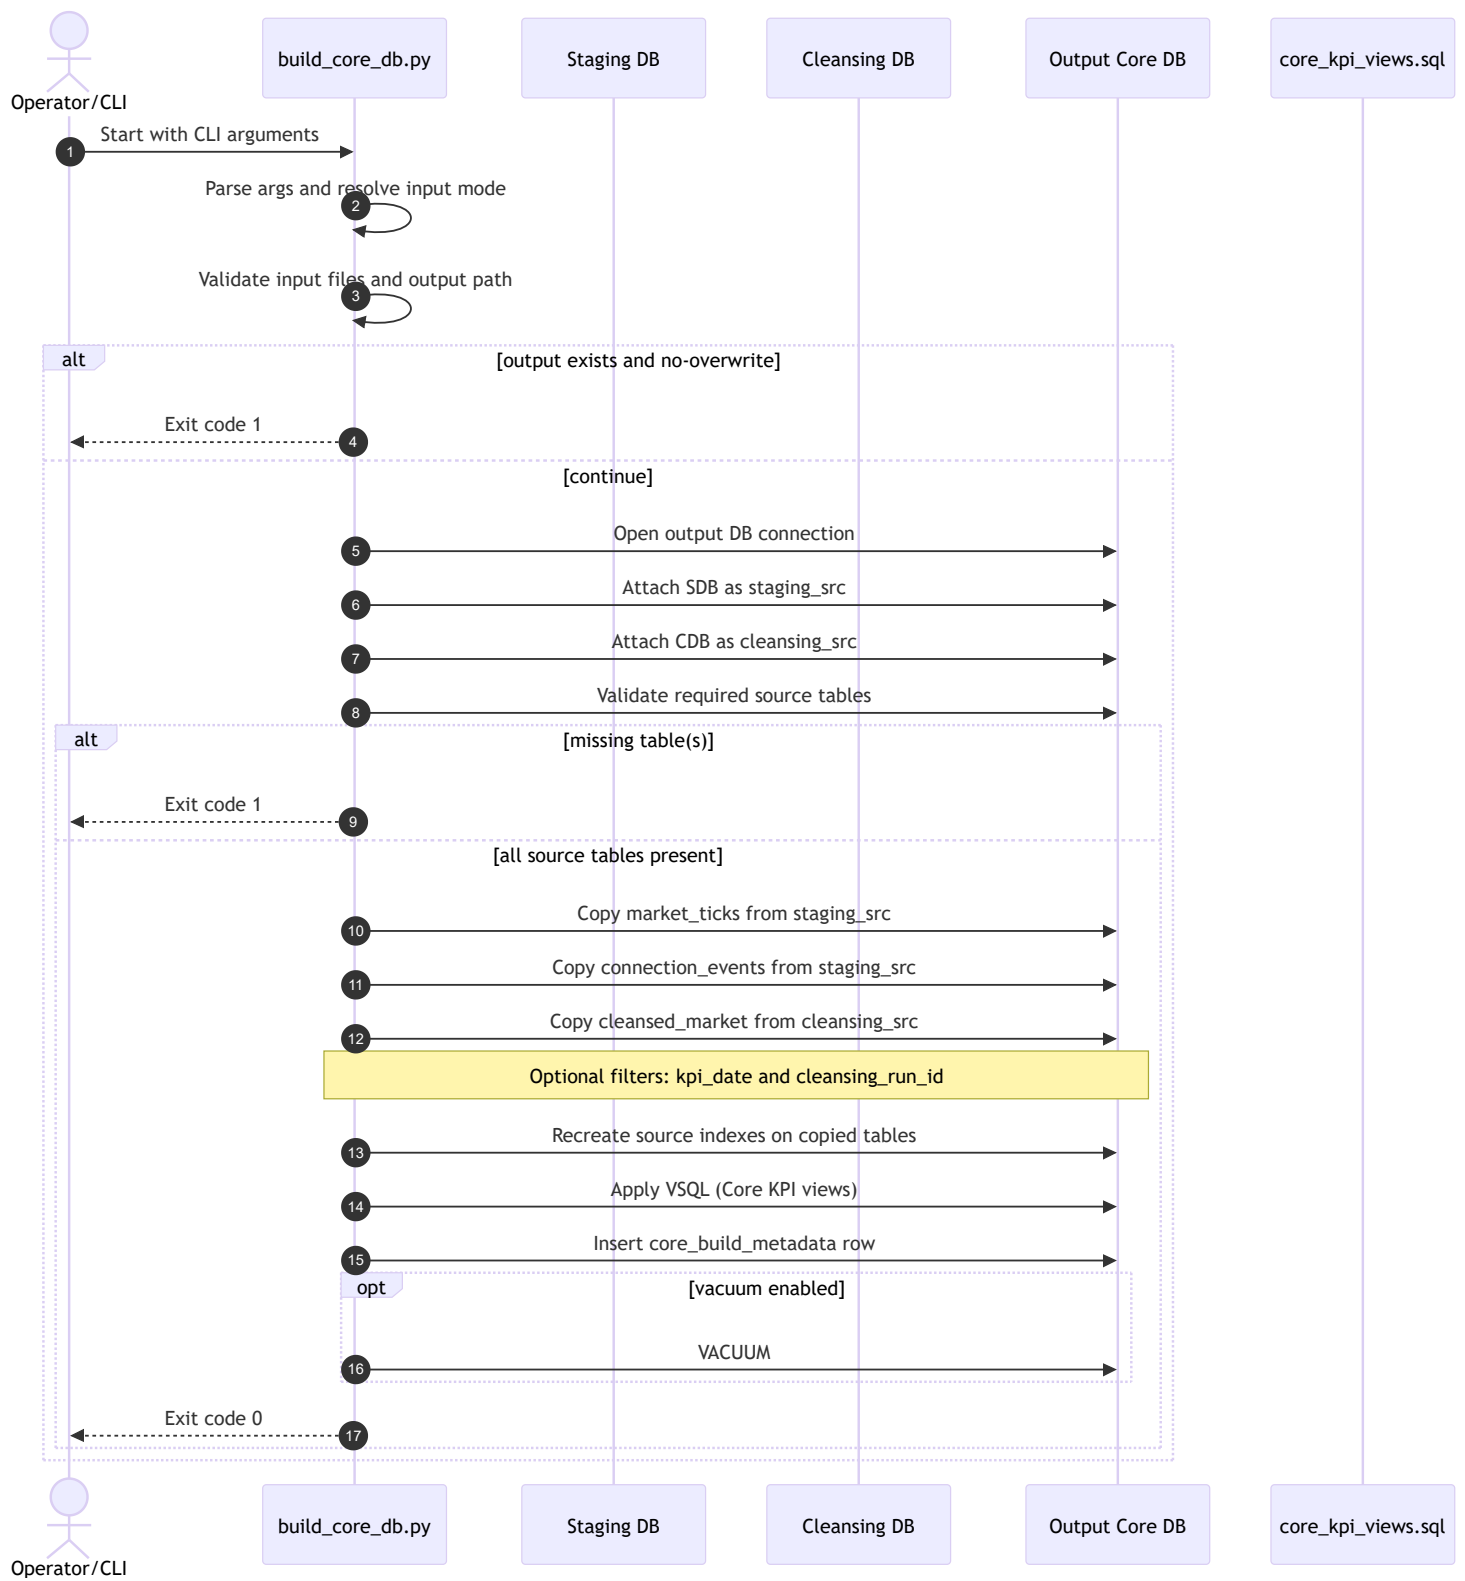 Operator/CLI
build_core_db.py
Staging DB
Cleansing DB
Output Core DB
core_kpi_views.sql
Start with CLI arguments
1
Parse args and resolve input mode
2
Validate input files and output path
3
alt
[output exists and no-overwrite]
Exit code 1
4
[continue]
Open output DB connection
5
Attach SDB as staging_src
6
Attach CDB as cleansing_src
7
Validate required source tables
8
alt
[missing table(s)]
Exit code 1
9
[all source tables present]
Copy market_ticks from staging_src
10
Copy connection_events from staging_src
11
Copy cleansed_market from cleansing_src
12
Optional filters: kpi_date and cleansing_run_id
Recreate source indexes on copied tables
13
Apply VSQL (Core KPI views)
14
Insert core_build_metadata row
15
opt
[vacuum enabled]
VACUUM
16
Exit code 0
17
Operator/CLI
build_core_db.py
Staging DB
Cleansing DB
Output Core DB
core_kpi_views.sql